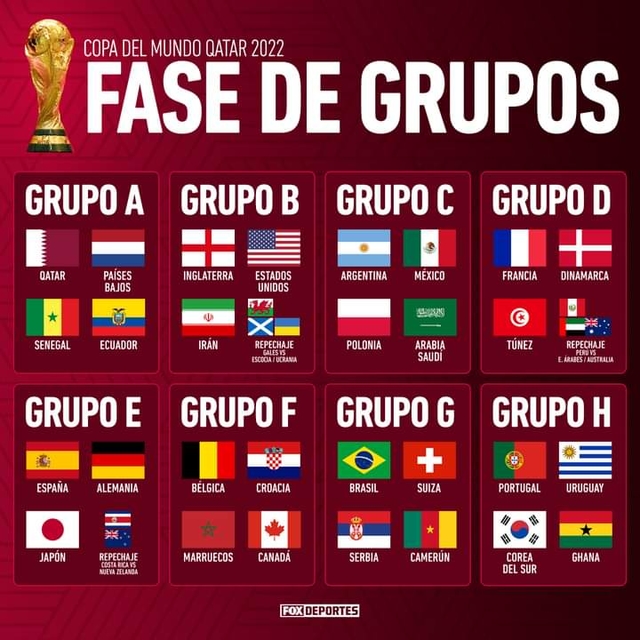 COPA DEL MUNDO QATAR 2022
FASE DE GRUPOS
GRUPO A
QATAR
PAÍSES
BAJOS
SENEGAL
ECUADOR
GRUPO B
INGLATERRA
ESTADOS
UNIDOS
IRÁN
REPECHAJE
GALES VS
ESCOCIA / UCRANIA
GRUPO C
ARGENTINA
MÉXICO
POLONIA
ARABIA
SAUDÍ
GRUPO D
FRANCIA
DINAMARCA
TÚNEZ
REPECHAJE
PERU VS
E. ÁRABES / AUSTRALIA
GRUPO E
ESPAÑA
ALEMANIA
JAPÓN
REPECHAJE
COSTA RICA VS
NUEVA ZELANDA
GRUPO F
BÉLGICA
CROACIA
MARRUECOS
CANADÁ
GRUPO G
BRASIL
SUIZA
SERBIA
CAMERÚN
GRUPO H
PORTUGAL
URUGUAY
COREA
DEL SUR
GHANA
FOX DEPORTES